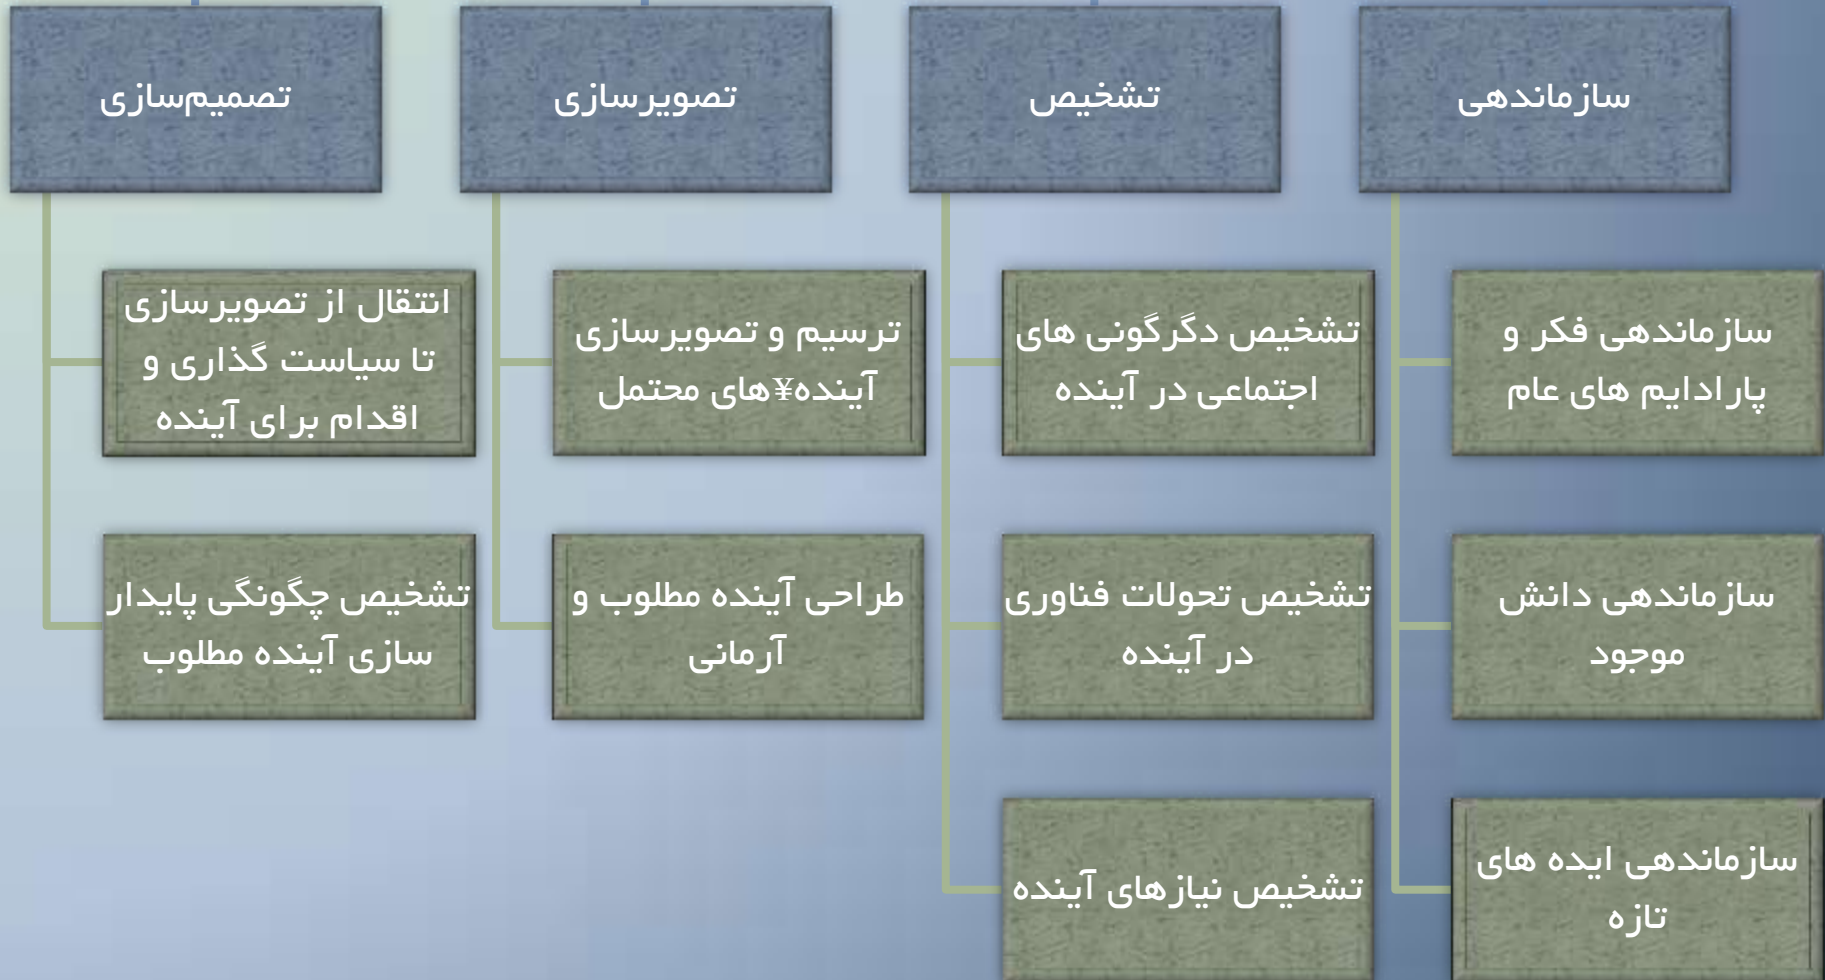 سازماندهی
تشخیص
تصویرسازی
تصمیم‌سازی
سازماندهی فکر و
پارادایم های عام
تشخیص دگرگونی های
اجتماعی در آینده
ترسیم و تصویرسازی
آینده¥های محتمل
انتقال از تصویرسازی
تا سیاست گذاری و
اقدام برای آینده
سازماندهی دانش
موجود
تشخیص تحولات فناوری
در آینده
طراحی آینده مطلوب و
آرمانی
تشخیص چگونگی پایدار
سازی آینده مطلوب
سازماندهی ایده های
تازه
تشخیص نیازهای آینده